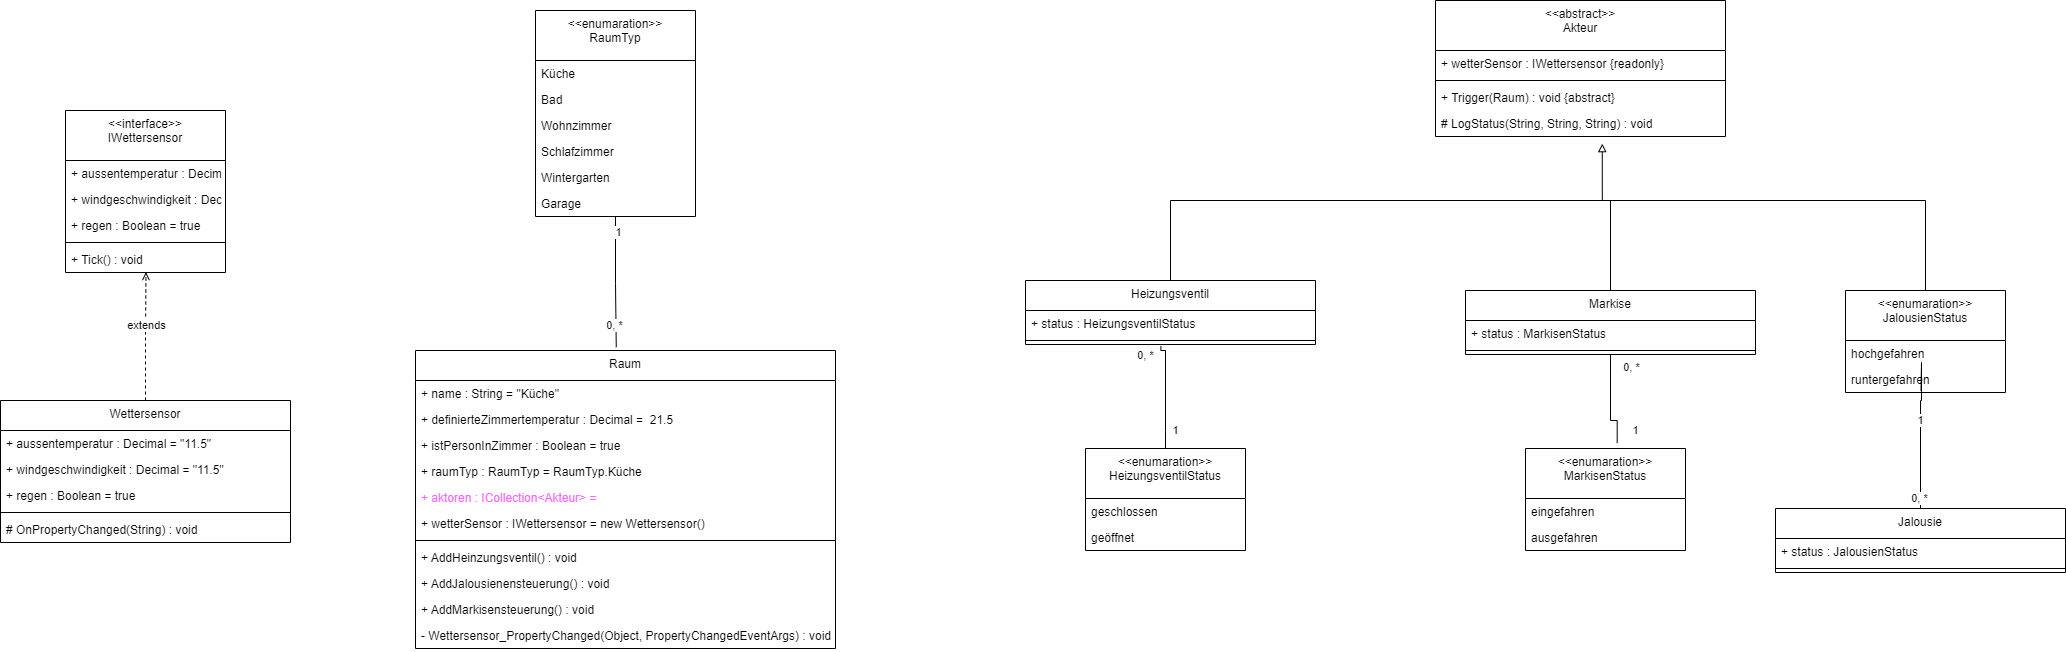 <<interface>>
IWettersensor
+ aussentemperatur : Decim
+ windgeschwindigkeit : Dec
+ regen : Boolean = true
+ Tick() : void
extends
Wettersensor
+ aussentemperatur : Decimal = "11.5"
+ windgeschwindigkeit : Decimal = "11.5"
+ regen : Boolean = true
# OnPropertyChanged(String) : void
<<enumaration>>
RaumTyp
Küche
Bad
Wohnzimmer
Schlafzimmer
Wintergarten
Garage
1
0, *
Raum
+ name : String = "Küche"
+ definierteZimmertemperatur : Decimal = 21.5
+ istPersonInZimmer : Boolean = true
+ raumTyp : RaumTyp = RaumTyp.Küche
+ aktoren : ICollection<Akteur> =
+ wetterSensor : IWettersensor = new Wettersensor()
+ AddHeinzungsventil() : void
+ AddJalousienensteuerung() : void
+ AddMarkisensteuerung() : void
- Wettersensor_PropertyChanged(Object, PropertyChangedEventArgs) : void
<<abstract>>
Akteur
+ wetterSensor : IWettersensor {readonly}
+ Trigger(Raum) : void {abstract}
# LogStatus(String, String, String) : void
Heizungsventil
+ status : HeizungsventilStatus
0, *
1
<<enumaration>>
HeizungsventilStatus
geschlossen
geöffnet
Markise
+ status : MarkisenStatus
0, *
1
<<enumaration>>
MarkisenStatus
eingefahren
ausgefahren
<<enumaration>>
JalousienStatus
hochgefahren
runtergefahren
1
0, *
Jalousie
+ status : JalousienStatus